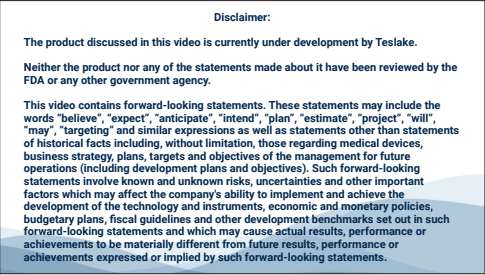 Disclaimer:
The product discussed in this video is currently under development by Teslake.
Neither the product nor any of the statements made about it have been reviewed by the
FDA or any other government agency.
This video contains forward-looking statements. These statements may include the
words “believe”, “expect”, “anticipate”, “intend”, “plan”, “estimate”, “project”, “will”,
“may”, “targeting” and similar expressions as well as statements other than statements
of historical facts including, without limitation, those regarding medical devices,
business strategy, plans, targets and objectives of the management for future
operations (including development plans and objectives). Such forward-looking
statements involve known and unknown risks, uncertainties and other important
factors which may affect the company's ability to implement and achieve the
development of the technology and instruments, economic and monetary policies,
budgetary plans, fiscal guidelines and other development benchmarks set out in such
forward-looking statements and which may cause actual results, performance or
achievements to be materially different from future results, performance or
achievements expressed or implied by such forward-looking statements.